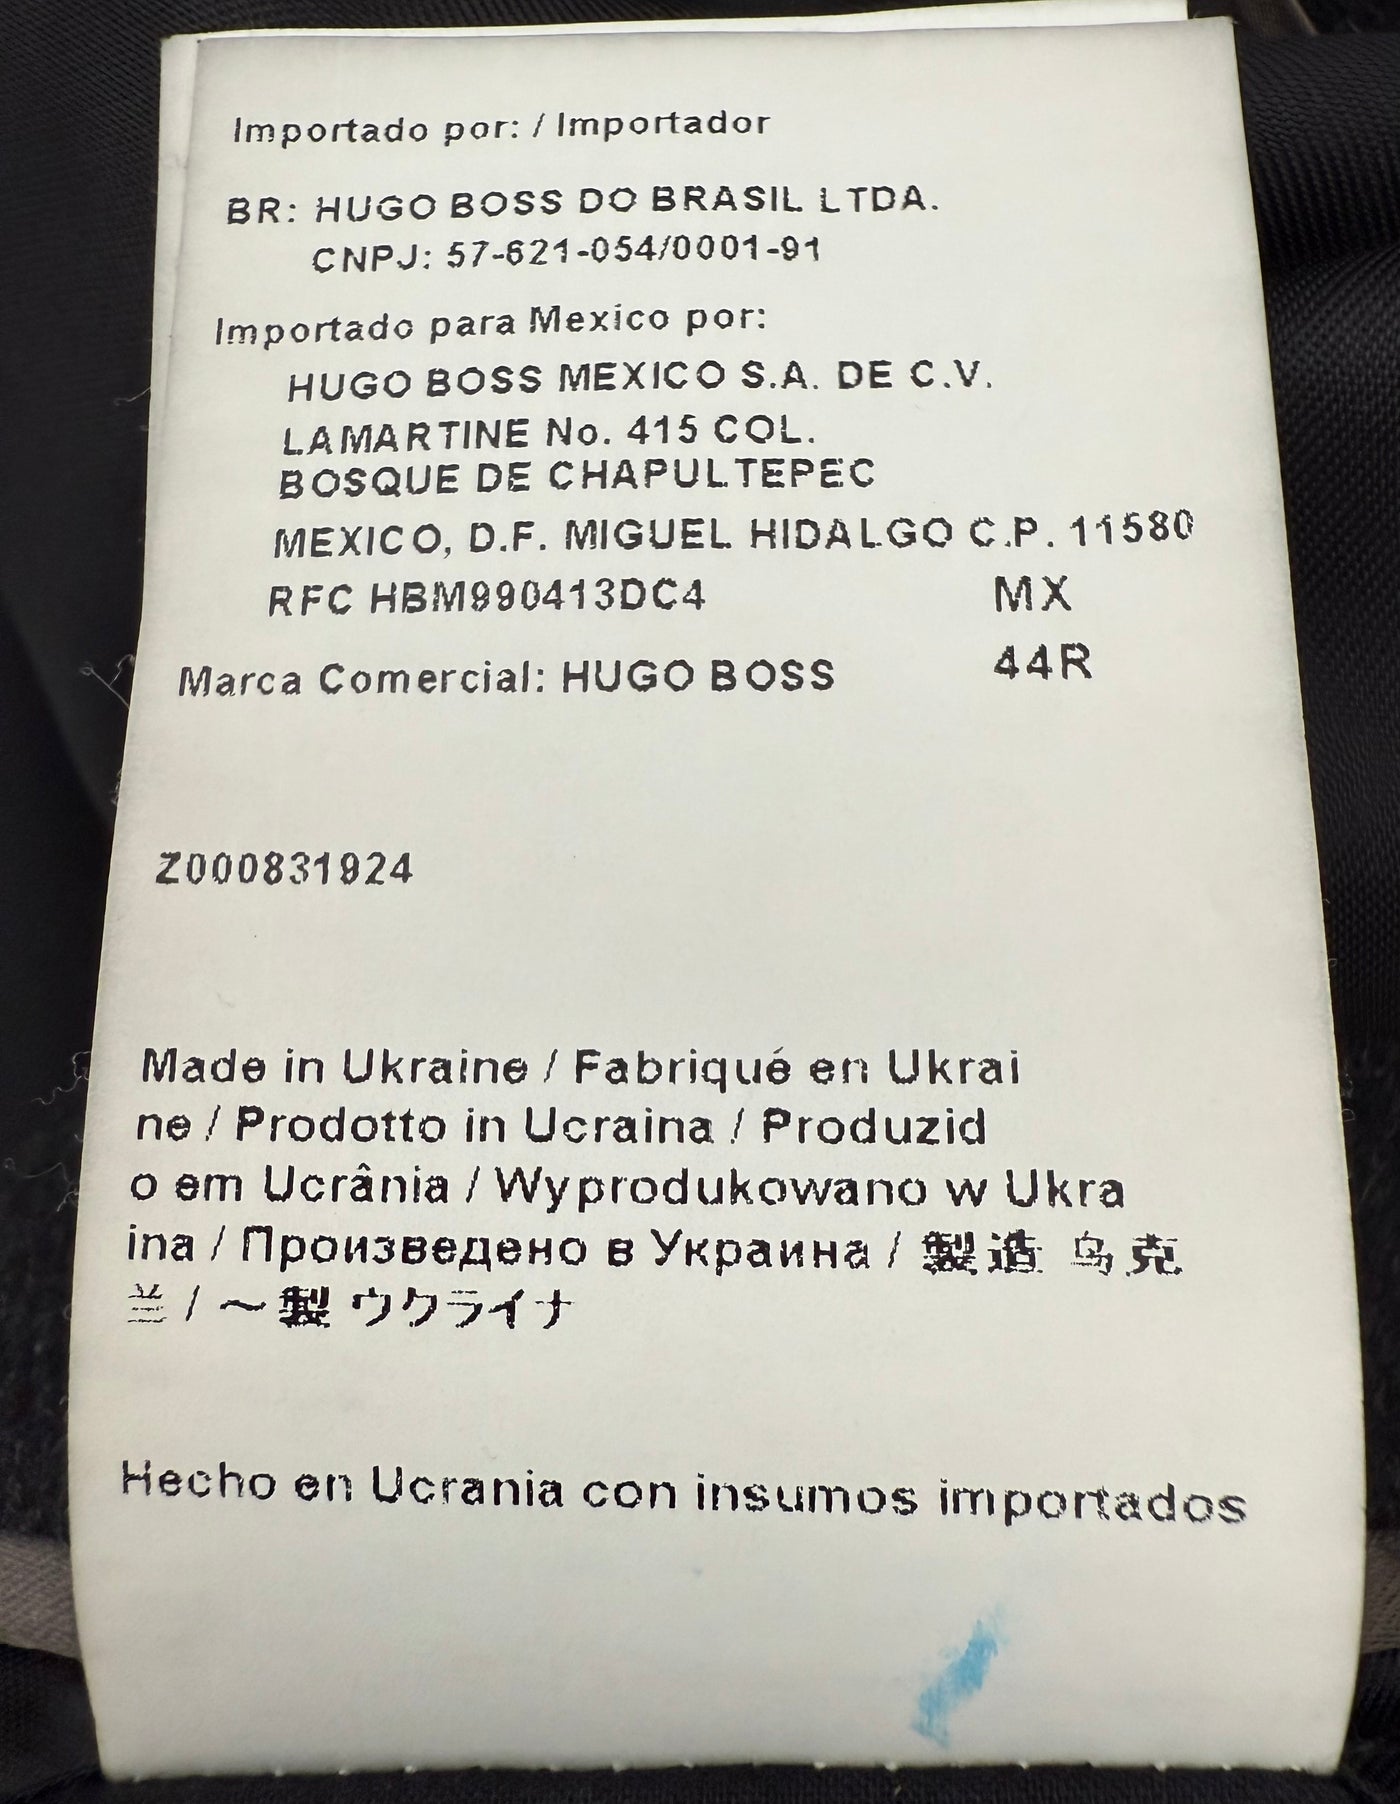 Importado por: / Importador
BR: HUGO BOSS DO BRASIL LTDA.
CNPJ: 57-621-054/0001-91
Importado para Mexico por:
HUGO BOSS MEXICO S.A. DE C.V.
LAMARTINE No. 415 COL.
BOSQUE DE CHAPULTEPEC
MEXICO, D.F. MIGUEL HIDALGO C.P. 11580
RFC HBM990413DC4 MX
Marca Comercial: HUGO BOSS 44R
Z000831924
Made in Ukraine / Fabriqué en Ukrai
ne / Prodotto in Ucraina / Produzid
o em Ucrânia / Wyprodukowano w Ukra
ina / Произведено в Украина / 製造 乌克
兰 / ～製 ウクライナ
Hecho en Ucrania con insumos importados